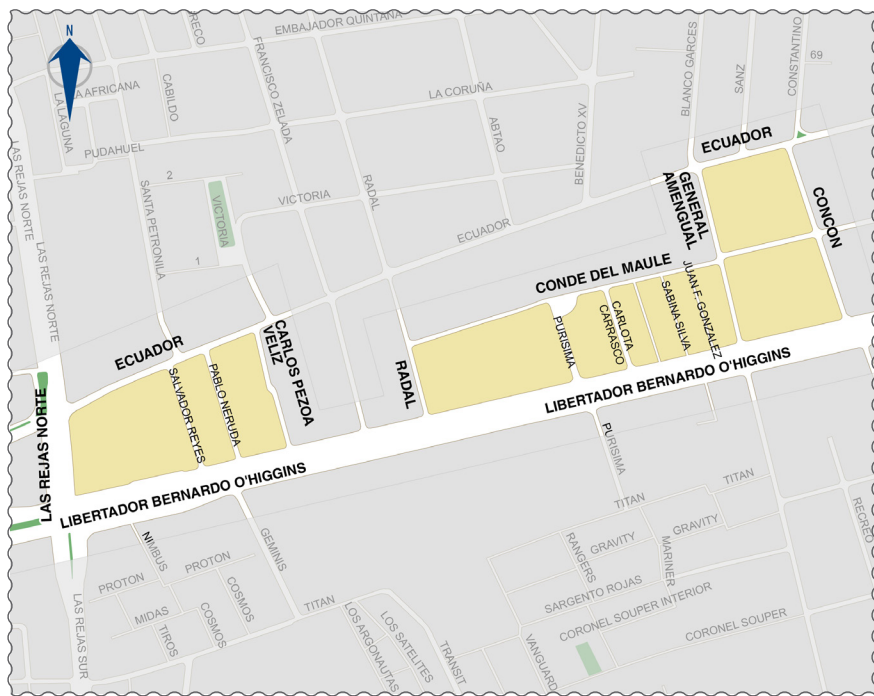 N
GRECO
EMBAJADOR QUINTANA
FRANCISCO ZELADA
LA AFRICANA
CABILDO
LA LAGUNA
LA CORUÑA
BLANCO GARCES
SANZ
CONSTANTINO
69
PUDAHUEL
LAS REJAS NORTE
ABTAO
BENEDICTO XV
ECUADOR
2
SANTA PETRONILA
VICTORIA
VICTORIA
RADAL
GENERAL
AMENGUAL
CONCON
ECUADOR
LAS REJAS NORTE
1
CONDE DEL MAULE
JUAN F. GONZALEZ
SABINA SILVA
CARLOTA
CARRASCO
PURISIMA
ECUADOR
CARLOS PEZOA
VELIZ
RADAL
SALVADOR REYES
PABLO NERUDA
LIBERTADOR BERNARDO O'HIGGINS
LAS REJAS NORTE
LIBERTADOR BERNARDO O'HIGGINS
PURISIMA
NIMBUS
GEMINIS
TITAN
TITAN
GRAVITY
GRAVITY
RECREO
RANGERS
MARINER
PROTON
PROTON
COSMOS
MIDAS
COSMOS
TIROS
LAS REJAS SUR
TITAN
SARGENTO ROJAS
CORONEL SOUPER INTERIOR
CORONEL SOUPER
LOS ARGONAUTAS
LOS SATELITES
TRANSIT
VANGUARD